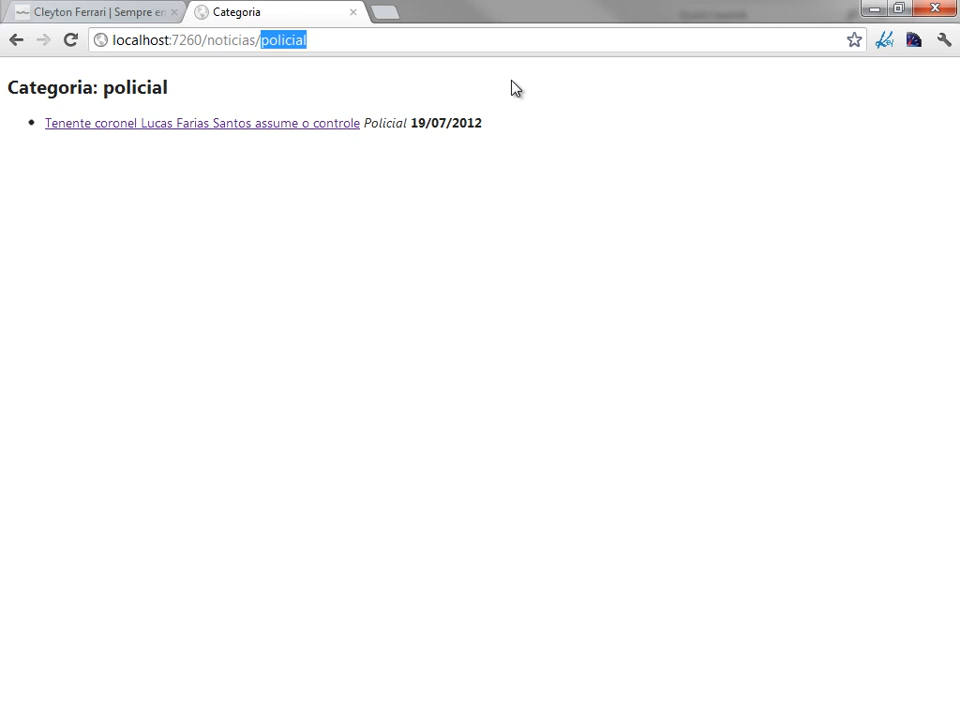 Cleyton Ferrari | Sempre en
Categoria
localhost:7260/noticias/policial
Categoria: policial
Tenente coronel Lucas Farias Santos assume o controle Policial 19/07/2012